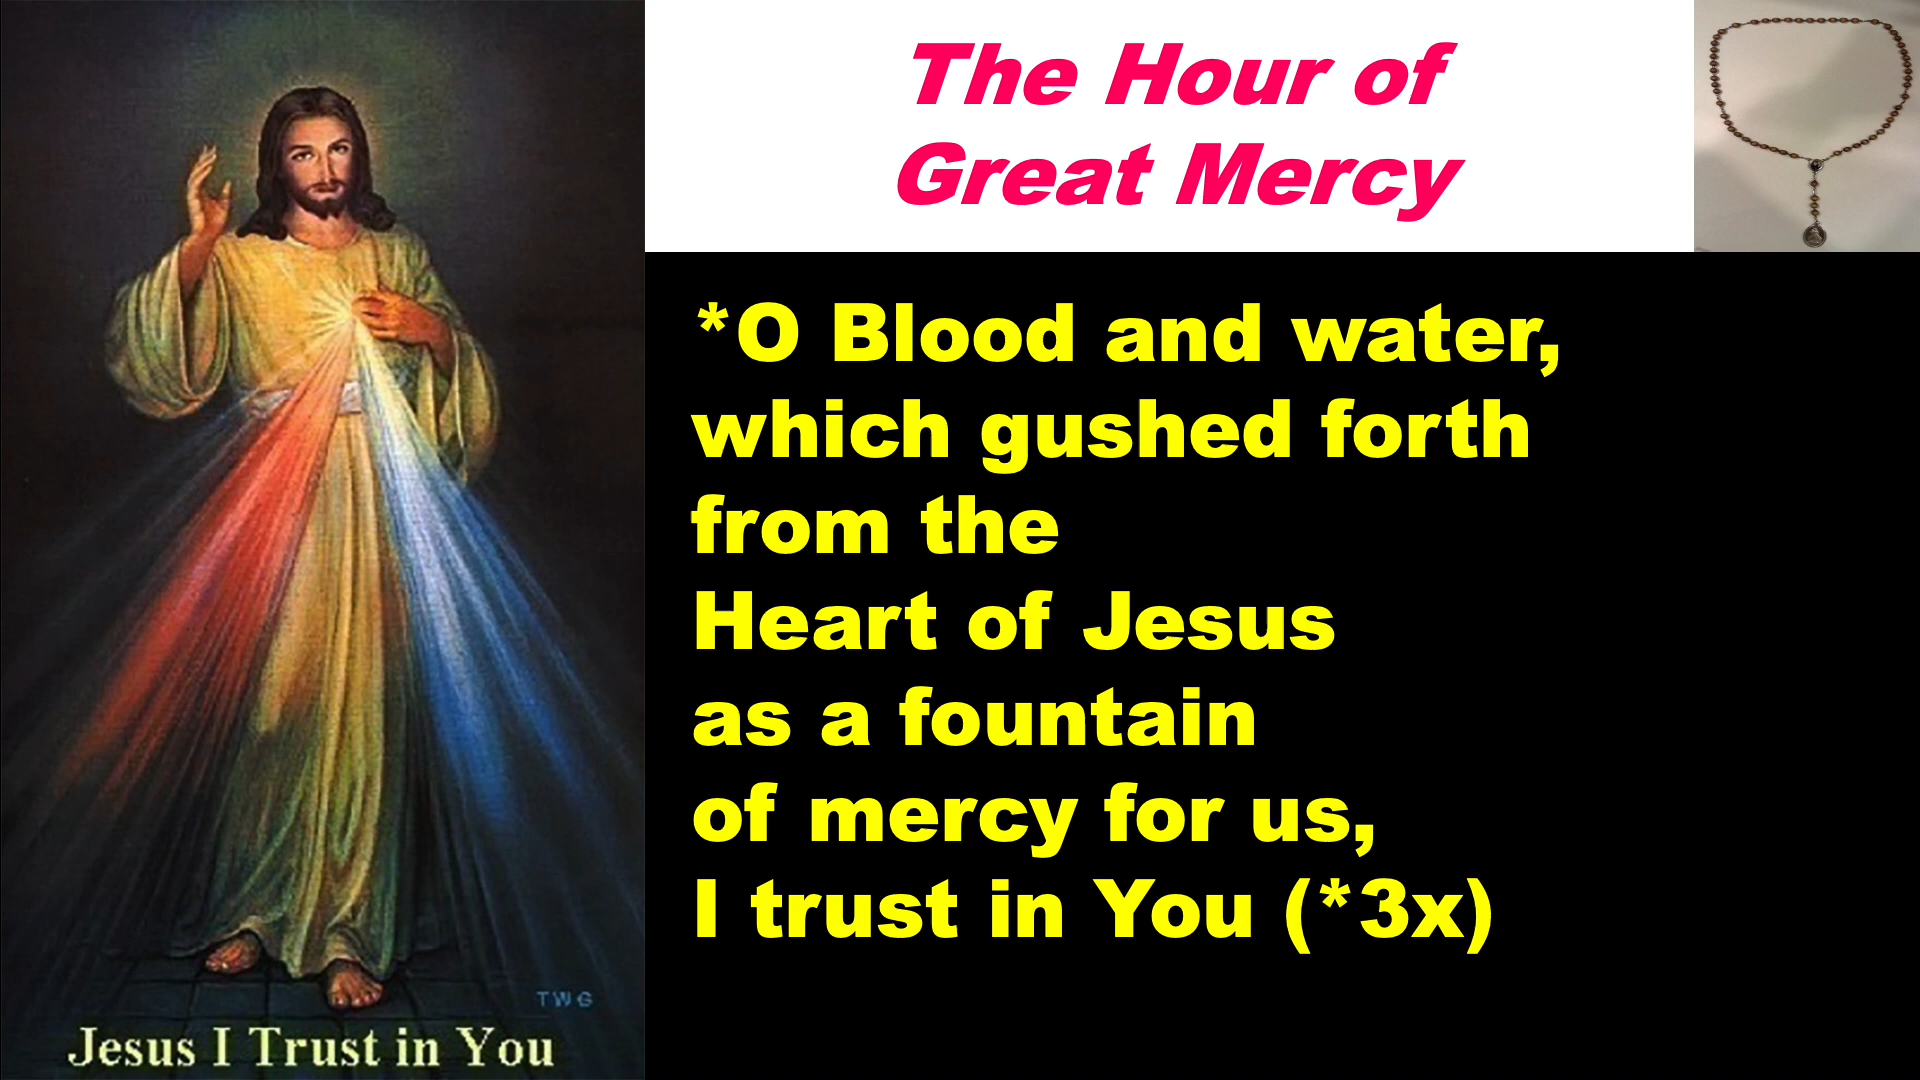 The Hour of
Great Mercy
*O Blood and water,
which gushed forth
from the
Heart of Jesus
as a fountain
of mercy for us,
I trust in You (*3x)
TWG
Jesus I Trust in You